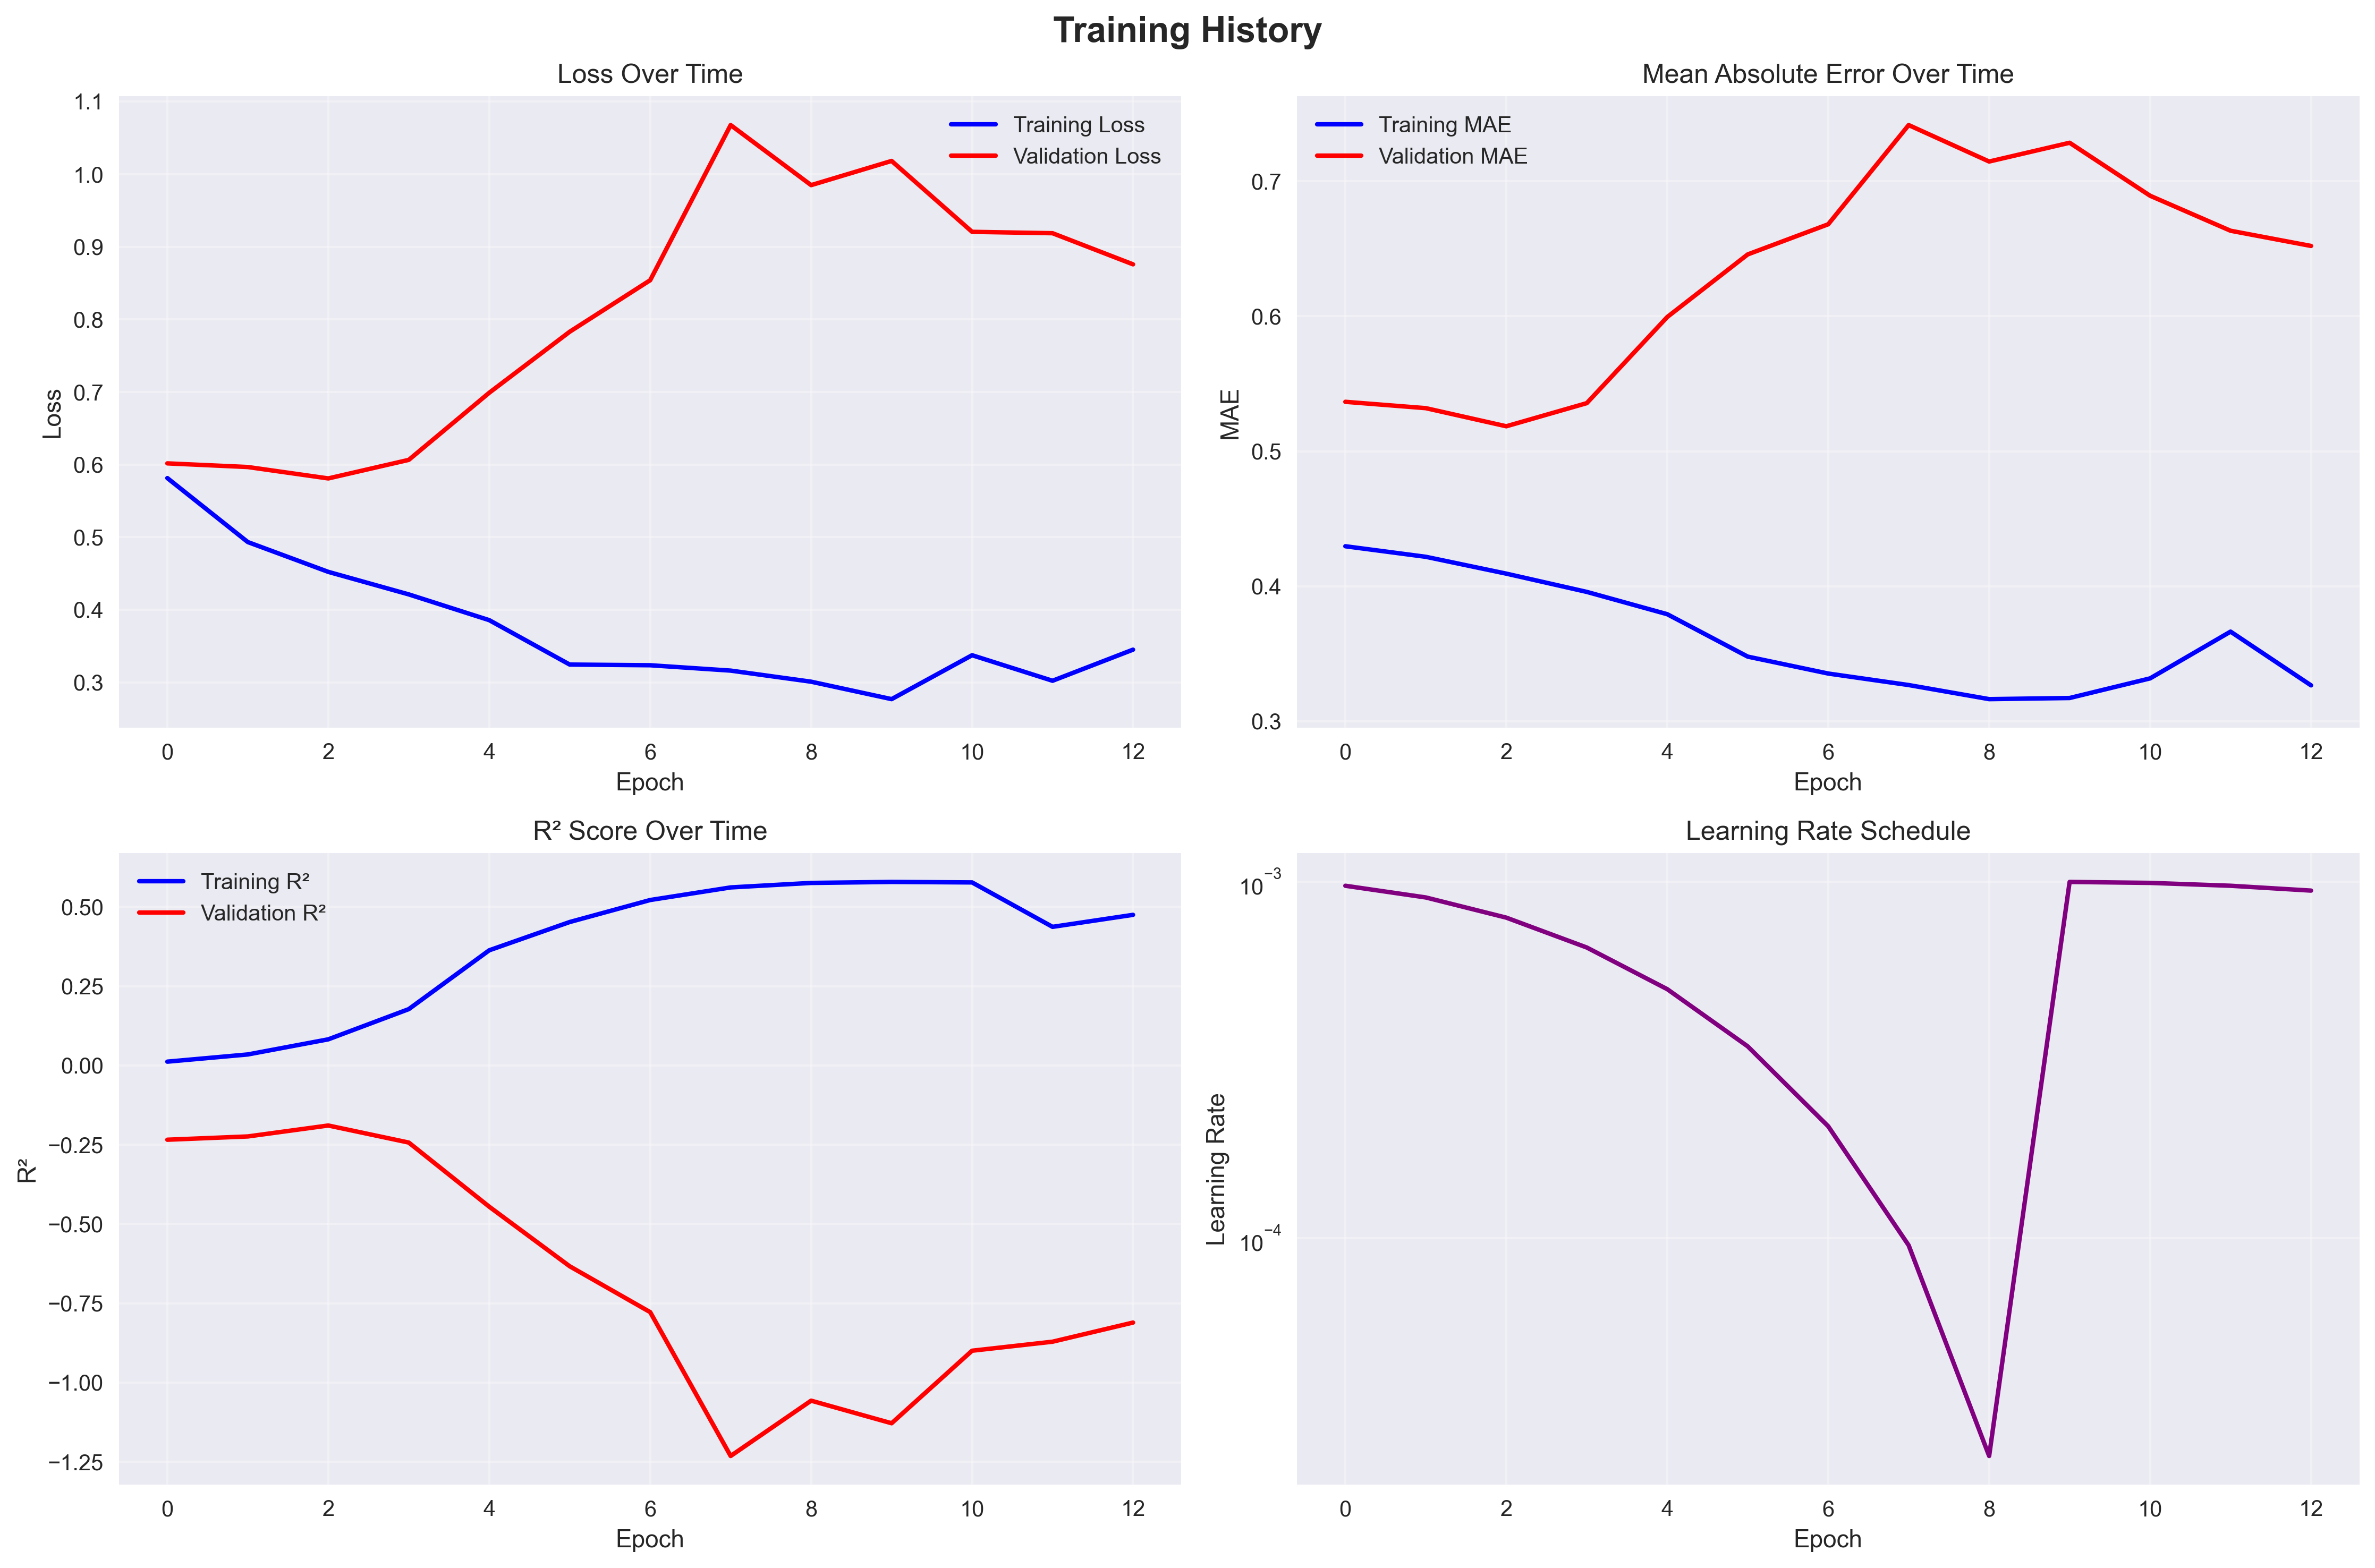 Training History
Loss Over Time
1.1
1.0
0.9
0.8
0.7
0.6
0.5
0.4
0.3
Loss
Training Loss
Validation Loss
0 2 4 6 8 10 12
Epoch
Mean Absolute Error Over Time
0.7
0.6
0.5
0.4
0.3
MAE
Training MAE
Validation MAE
0 2 4 6 8 10 12
Epoch
R² Score Over Time
0.50
0.25
0.00
−0.25
−0.50
−0.75
−1.00
−1.25
R²
Training R²
Validation R²
0 2 4 6 8 10 12
Epoch
Learning Rate Schedule
10⁻³
10⁻⁴
Learning Rate
0 2 4 6 8 10 12
Epoch